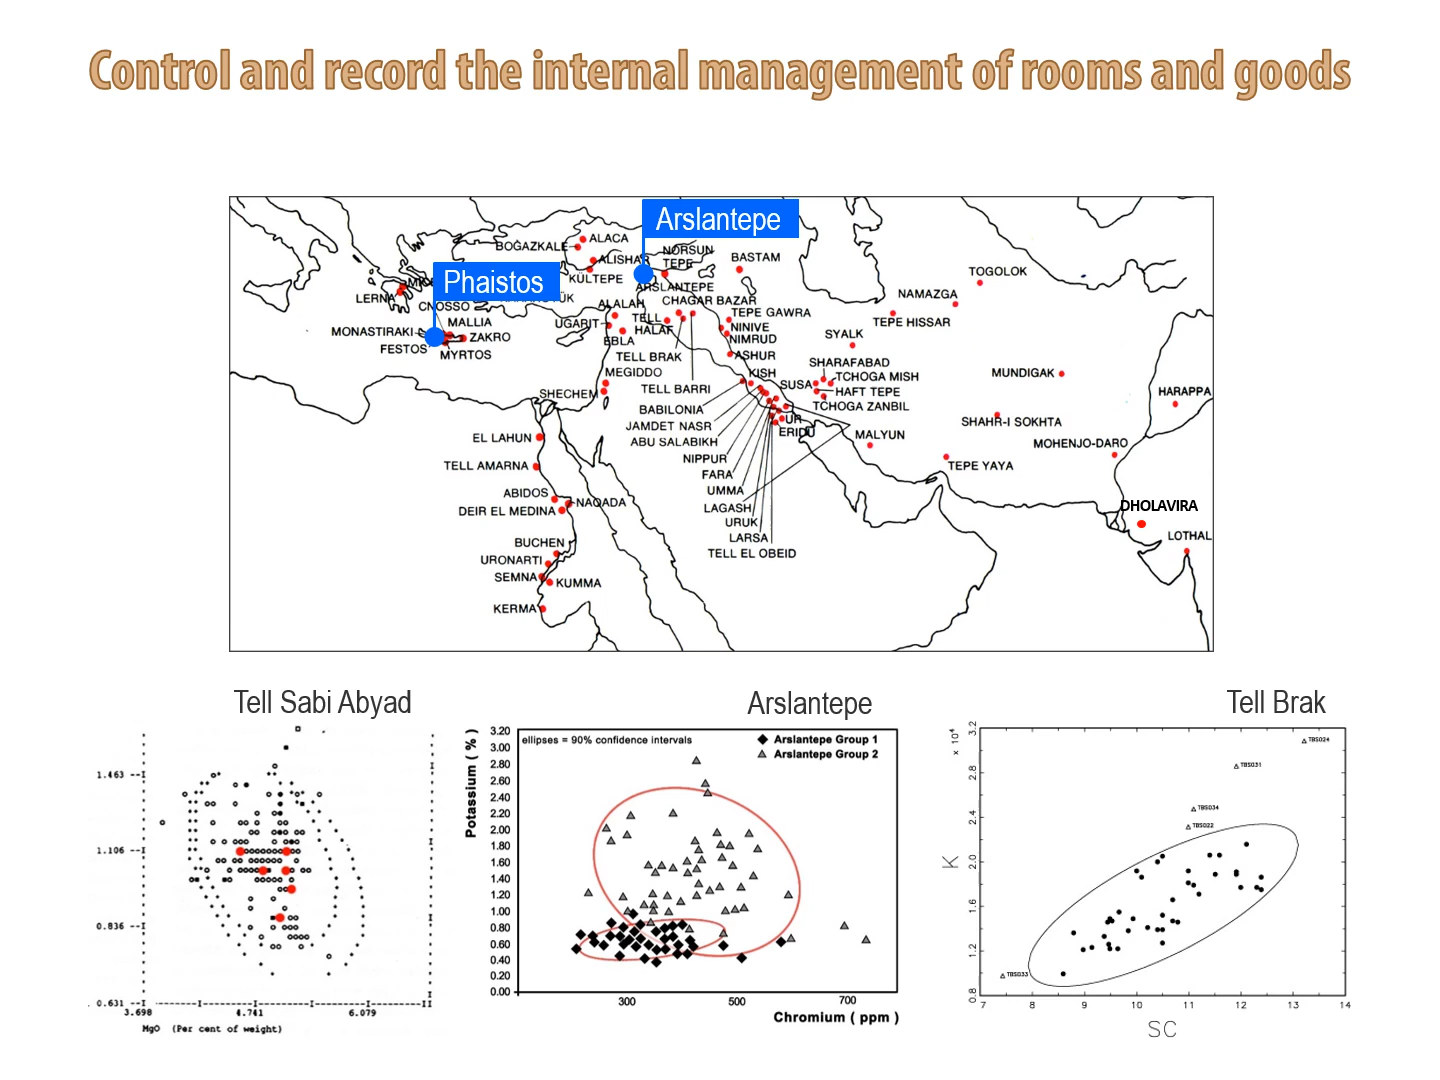 Control and record the internal management of rooms and goods
Arslantepe
Phaistos
BOĞAZKALE
ALACA
ALISHAR
KÜLTEPE
NORSUN
TEPE
ARSLANTEPE
BASTAM
TOGOLOK
NAMAZGA
TEPE HISSAR
LERNA
CNOSSO
MALLIA
MONASTIRAKI
ZAKRO
FESTOS
MYRTOS
ALALAH
UGARIT
EBLA
TELL
HALAF
CHAGAR BAZAR
TEPE GAWRA
NINIVE
NIMRUD
TELL BRAK
ASHUR
SYALK
MEGIDDO
SHECHEM
TELL BARRI
KISH
SUSA
SHARAFABAD
TCHOGA MISH
HAFT TEPE
TCHOGA ZANBIL
MUNDIGAK
HARAPPA
BABILONIA
JAMDET NASR
ABU SALABIKH
UR
ERIDU
MALYUN
SHAHR-I SOKHTA
MOHENJO-DARO
EL LAHUN
NIPPUR
FARA
TEPE YAYA
TELL AMARNA
UMMA
ABIDOS
NAQADA
LAGASH
DHOLAVIRA
DEIR EL MEDINA
URUK
LARSA
LOTHAL
BUCHEN
TELL EL OBEID
URONARTI
SEMNA
KUMMA
KERMA
Tell Sabi Abyad
1.463
1.106
0.836
0.631
3.698 4.741 6.079
MgO (Per cent of weight)
Arslantepe
ellipses = 90% confidence intervals
Arslantepe Group 1
Arslantepe Group 2
Potassium ( % )
3.20
3.00
2.80
2.60
2.40
2.20
2.00
1.80
1.60
1.40
1.20
1.00
0.80
0.60
0.40
0.20
0.00
300 500 700
Chromium ( ppm )
Tell Brak
x 10⁴
K
3.2
2.8
2.4
2.0
1.6
1.2
0.8
TBS024
TBS031
TBS034
TBS022
TBS033
7 8 9 10 11 12 13 14
SC